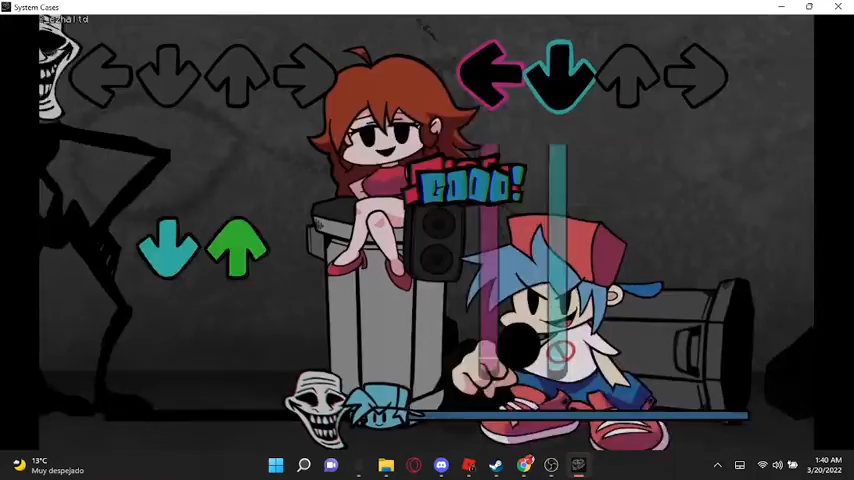 System Cases
GOOD!
13°C
Muy despejado
1:40 AM
3/20/2022